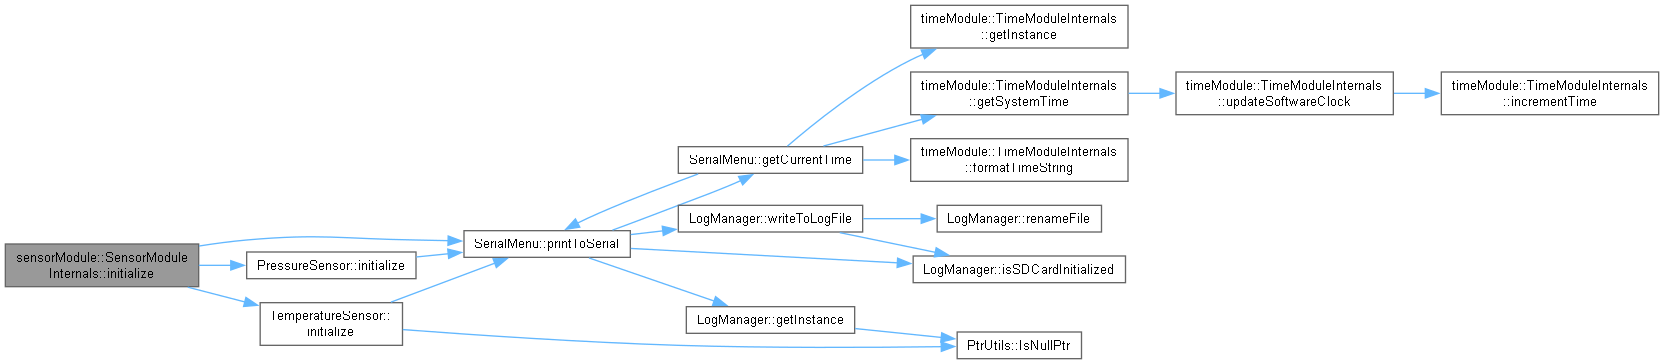 timeModule::TimeModuleInternals
::getInstance
timeModule::TimeModuleInternals
::getSystemTime
timeModule::TimeModuleInternals
::updateSoftwareClock
timeModule::TimeModuleInternals
::incrementTime
SerialMenu::getCurrentTime
timeModule::TimeModuleInternals
::formatTimeString
LogManager::writeToLogFile
LogManager::renameFile
SerialMenu::printToSerial
sensorModule::SensorModule
Internals::initialize
PressureSensor::initialize
LogManager::isSDCardInitialized
TemperatureSensor::
initialize
LogManager::getInstance
PtrUtils::IsNullPtr